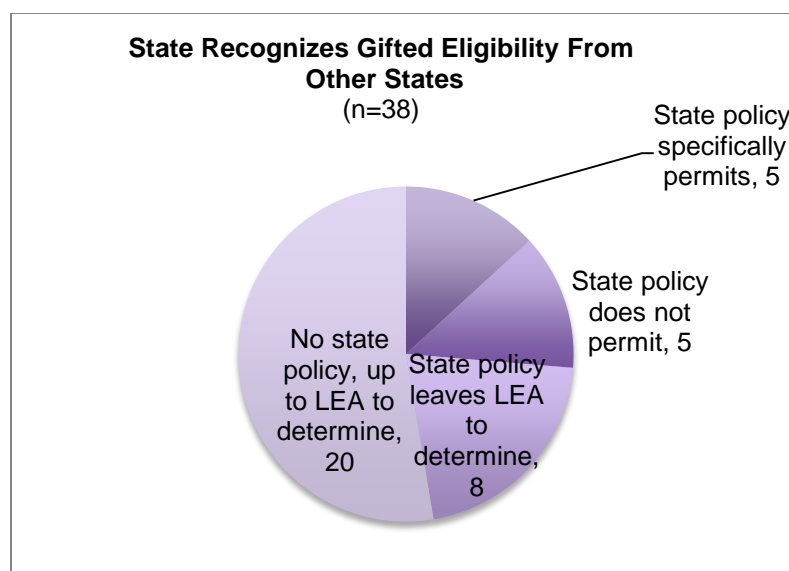 State Recognizes Gifted Eligibility From
Other States
(n=38)
State policy
specifically
permits, 5
State policy
does not
permit, 5
State policy
leaves LEA
to
determine,
8
No state
policy, up
to LEA to
determine,
20